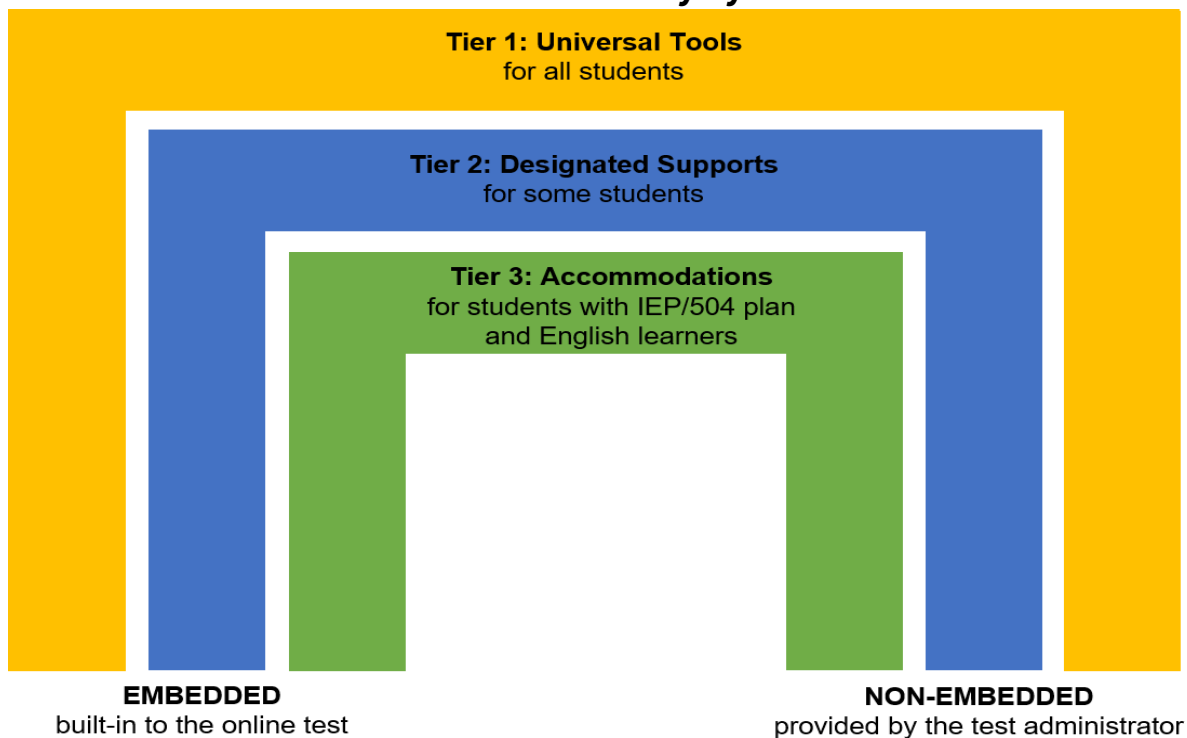 Tier 1: Universal Tools
for all students
Tier 2: Designated Supports
for some students
Tier 3: Accommodations
for students with IEP/504 plan
and English learners
EMBEDDED
built-in to the online test
NON-EMBEDDED
provided by the test administrator